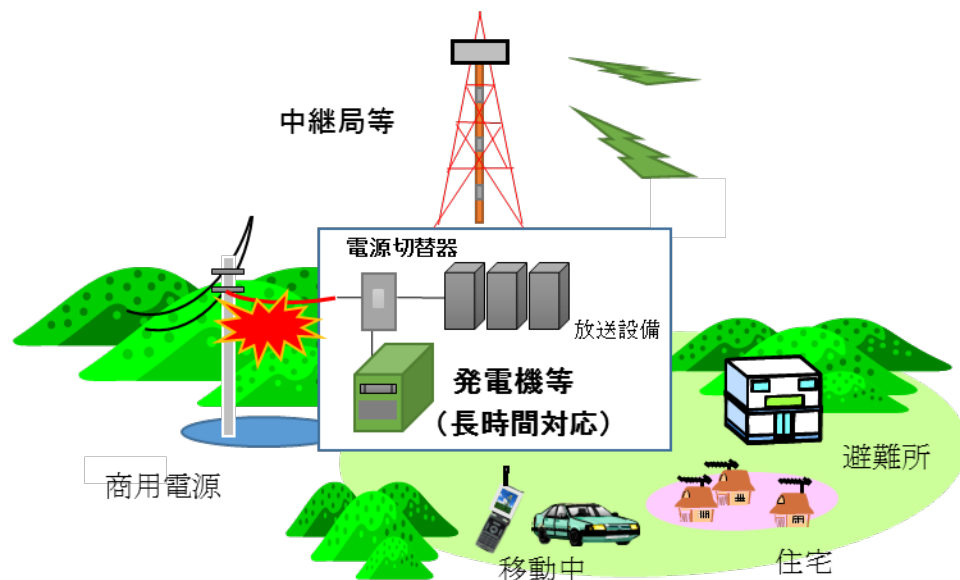 中継局等
電源切替器
放送設備
発電機等
（長時間対応）
商用電源
避難所
移動中
住宅